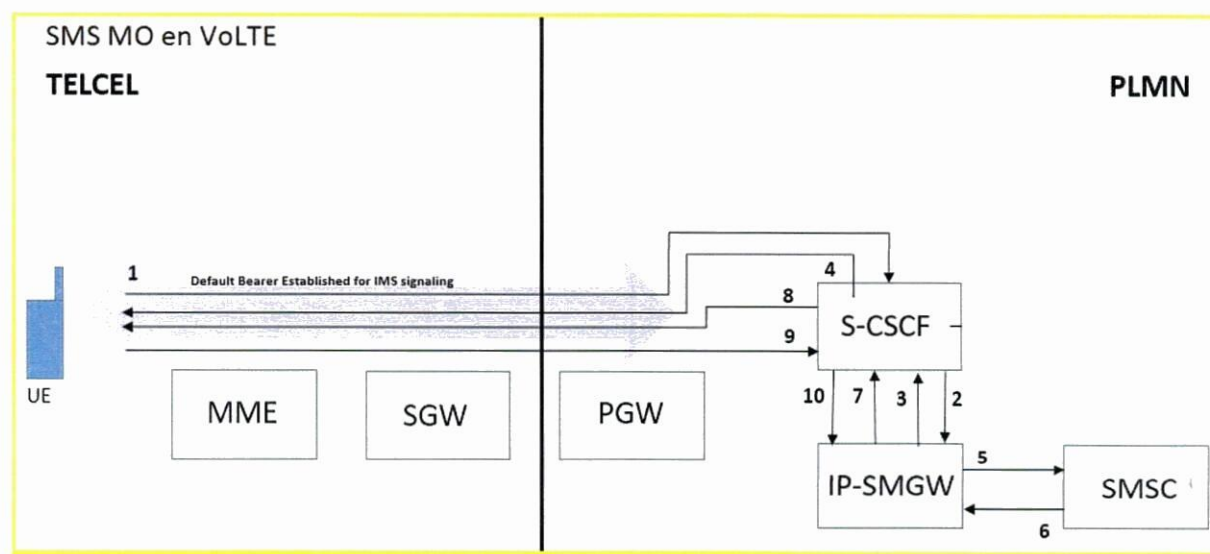 SMS MO en VoLTE
TELCEL
PLMN
1
Default Bearer Established for IMS signaling
4
8
S-CSCF
9
UE
MME
SGW
PGW
10
7
3
2
IP-SMGW
5
SMSC
6